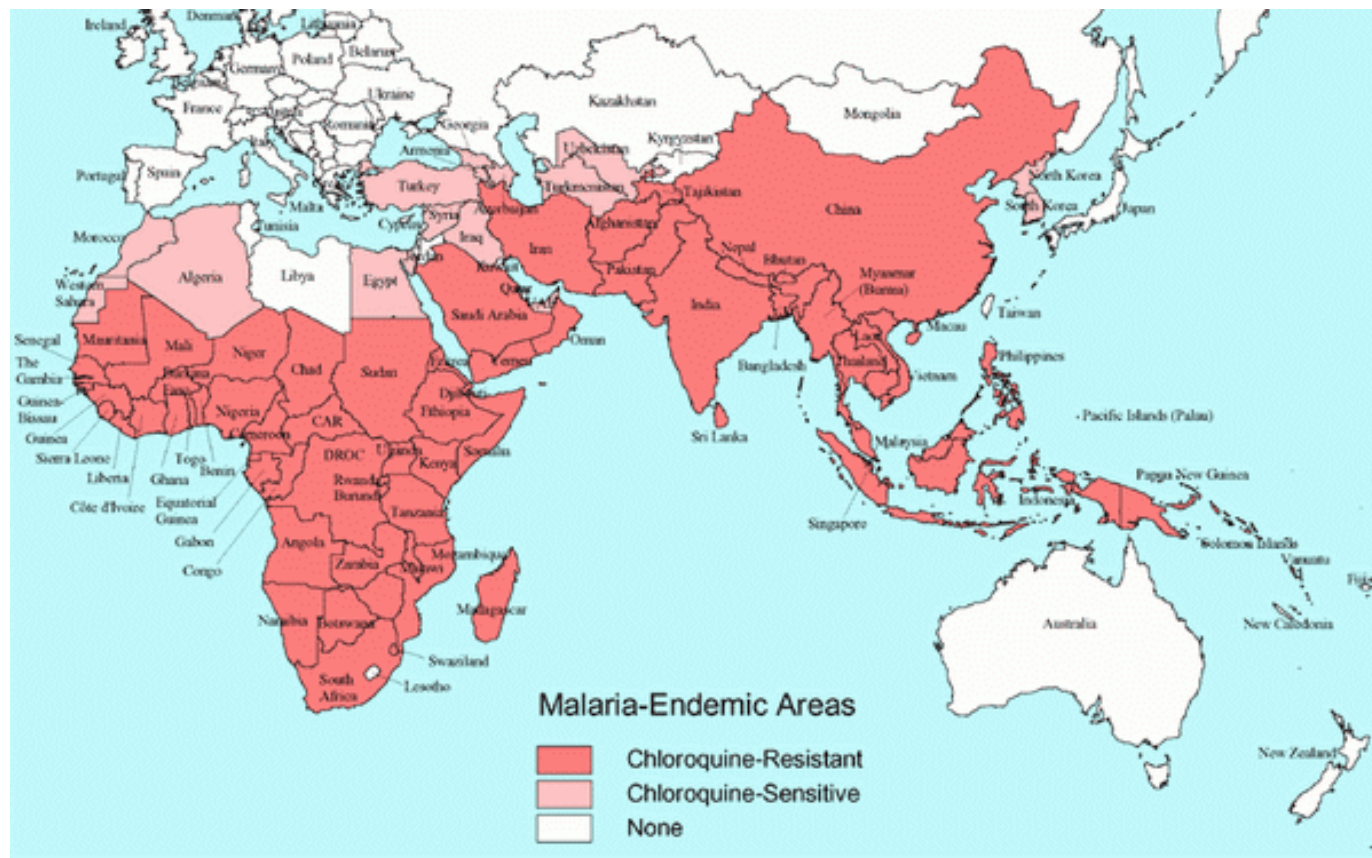 Ireland
Denmark
Lithuania
Belarus
Poland
Germany
Ukraine
France
Romania
Kazakhstan
Mongolia
Georgia
Kyrgyzstan
Uzbekistan
Armenia
Portugal
Spain
Turkey
Turkmenistan
Tajikistan
North Korea
South Korea
Japan
Malta
Tunisia
Cyprus
Syria
Azerbaijan
Afghanistan
China
Morocco
Iraq
Iran
Jordan
Nepal
Bhutan
Algeria
Libya
Egypt
Kuwait
Pakistan
Myanmar
(Burma)
Western
Sahara
Qatar
UAE
India
Saudi Arabia
Taiwan
Macau
Senegal
Mauritania
Mali
Niger
Oman
Laos
The
Gambia
Chad
Sudan
Eritrea
Yemen
Bangladesh
Thailand
Philippines
Vietnam
Burkina
Faso
Guinea-
Bissau
Nigeria
Djibouti
Ethiopia
Pacific Islands (Palau)
Guinea
Cameroon
CAR
Sri Lanka
Malaysia
Sierra Leone
Togo
Benin
DROC
Uganda
Kenya
Somalia
Liberia
Ghana
Rwanda
Burundi
Papua New Guinea
Côte d'Ivoire
Equatorial
Guinea
Tanzania
Indonesia
Singapore
Gabon
Angola
Solomon Islands
Congo
Mozambique
Zambia
Malawi
Vanuatu
Fiji
Madagascar
Namibia
Botswana
Australia
New Caledonia
Swaziland
South
Africa
Lesotho
Malaria-Endemic Areas
Chloroquine-Resistant
Chloroquine-Sensitive
None
New Zealand